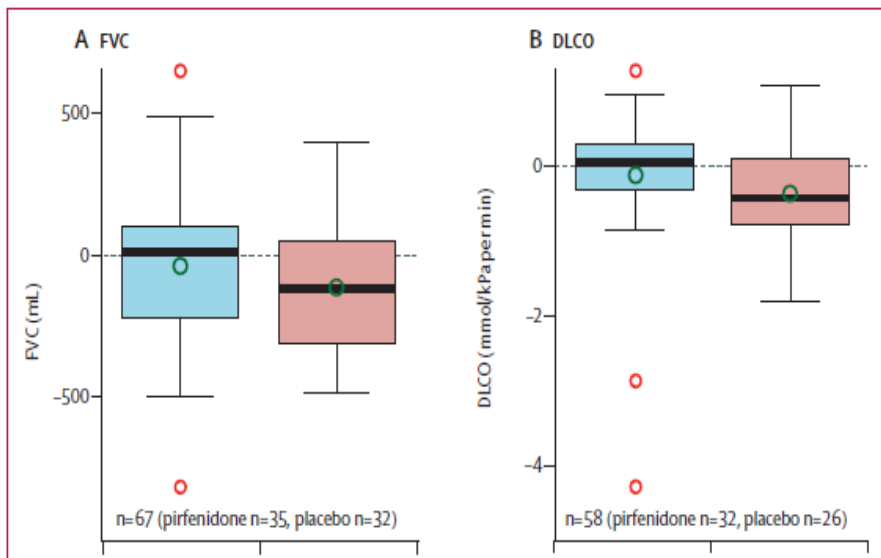 A FVC
500
0
–500
FVC (mL)
n=67 (pirfenidone n=35, placebo n=32)
B DLCO
0
–2
–4
DLCO (mmol/kPapermin)
n=58 (pirfenidone n=32, placebo n=26)